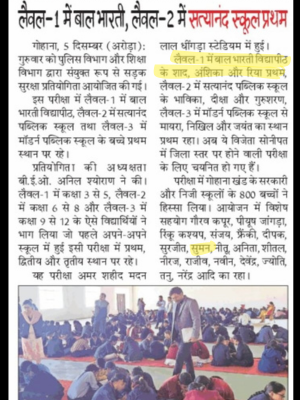 लैवल-1 में बाल भारती, लैवल-2 में सत्यानंद स्कूल प्रथम
गोहाना, 5 दिसम्बर (अरोड़ा):
गुरुवार को पुलिस विभाग और शिक्षा
विभाग द्वारा संयुक्त रूप से सड़क
सुरक्षा प्रतियोगिता आयोजित की गई।
इस परीक्षा में लैवल-1 में बाल
भारती विद्यापीठ, लैवल-2 में सत्यानंद
पब्लिक स्कूल तथा लैवल-3 में
मॉडर्न पब्लिक स्कूल के बच्चे प्रथम
स्थान पर रहे।
प्रतियोगिता की अध्यक्षता
बी.ई.ओ. अनिल श्योराण ने की।
लैवल-1 में कक्षा 3 से 5, लैवल-2
में कक्षा 6 से 8 और लैवल-3 में
कक्षा 9 से 12 के ऐसे विद्यार्थियों ने
भाग लिया जो पहले अपने-अपने
स्कूल में हुई इसी परीक्षा में प्रथम,
द्वितीय और तृतीय स्थान पर रहे।
यह परीक्षा अमर शहीद मदन
लाल धींगड़ा स्टेडियम में हुई।
लैवल-1 में बाल भारती विद्यापीठ
के शाद, अंशिका और रिया प्रथम,
लैवल-2 में सत्यानंद पब्लिक स्कूल
के भाविका, दीक्षा और गुरशरण,
लैवल-3 में मॉडर्न पब्लिक स्कूल से
मायरा, निखिल और जयंत का स्थान
प्रथम रहा। अब ये विजेता सोनीपत
में जिला स्तर पर होने वाली परीक्षा
के लिए चयनित हो गए हैं।
परीक्षा में गोहाना खंड के सरकारी
और निजी स्कूलों के 800 बच्चों ने
हिस्सा लिया। आयोजन में विशेष
सहयोग गौरव कपूर, पीयूष जांगड़ा,
रिंकू कश्यप, संजय, फ्रैंकी, दीपक,
सुरजीत, सुमन, नीतू, अनिता, शीतल,
नीरज, राजीव, नवीन, देवेंद्र, ज्योति,
तनु, नरेंद्र आदि का रहा।